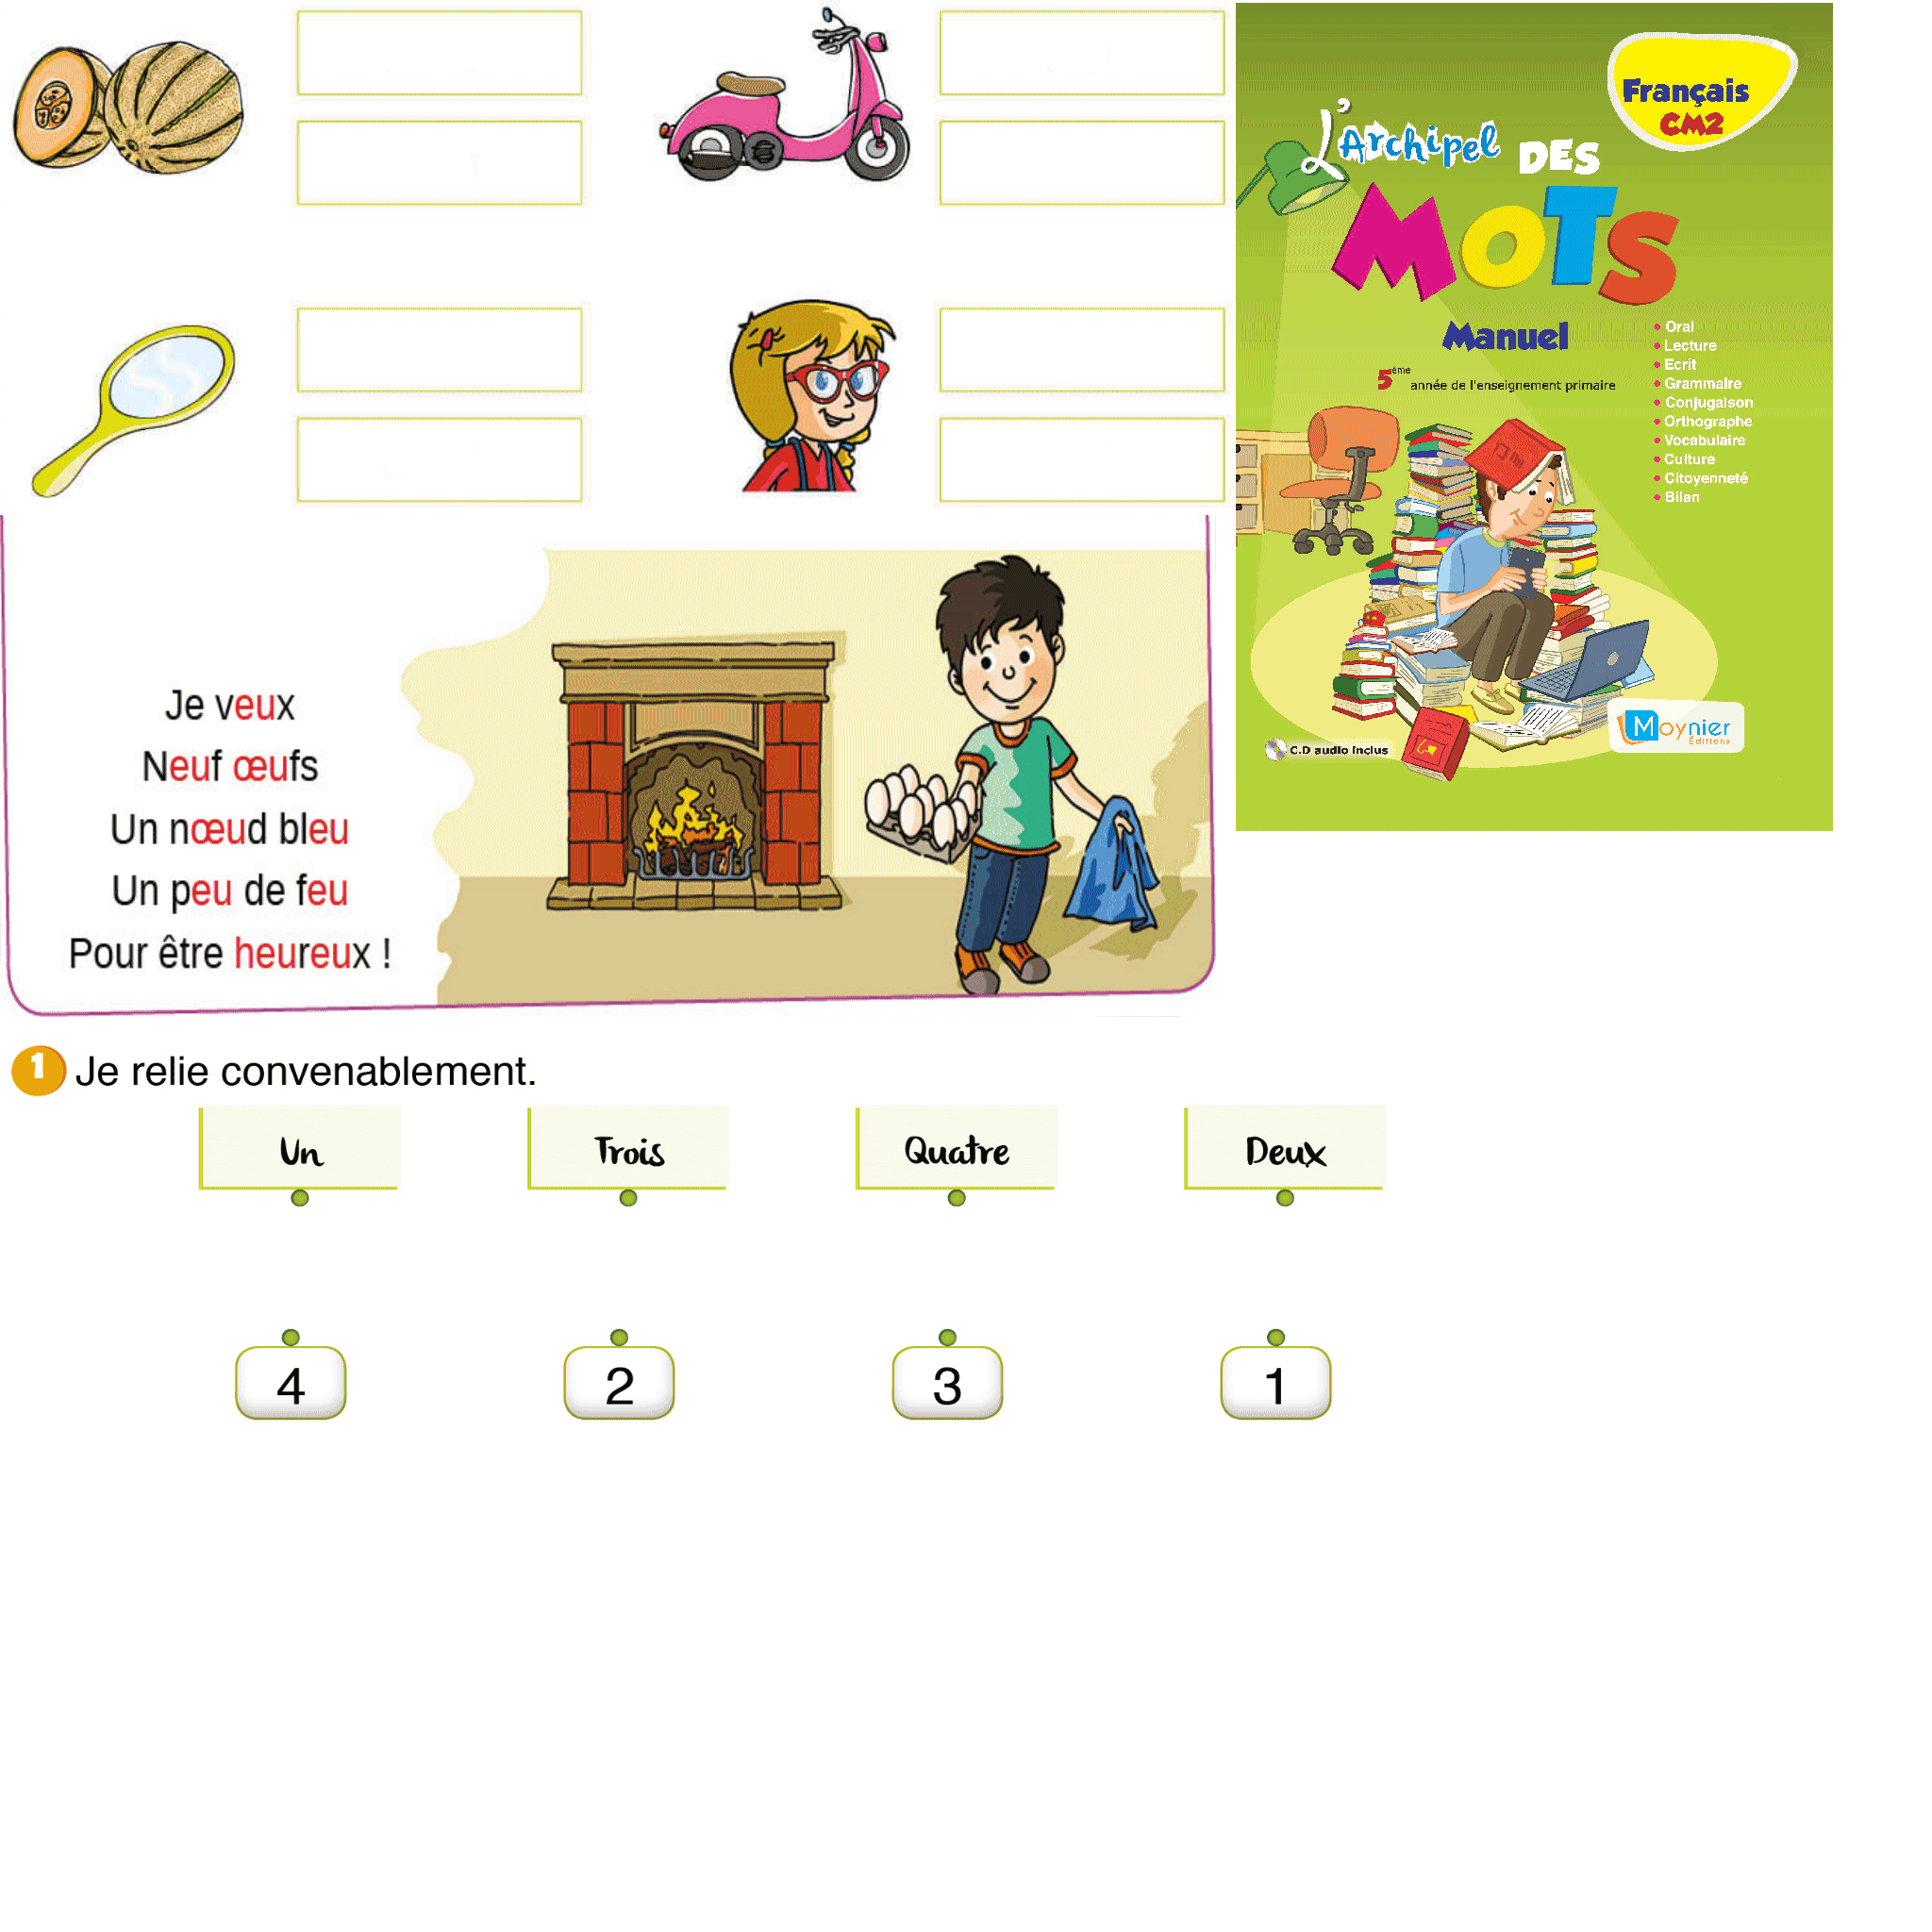 Français
CM2
L'Archipel DES
MOTS
Manuel
5ème année de l'enseignement primaire
• Oral
• Lecture
• Ecrit
• Grammaire
• Conjugaison
• Orthographe
• Vocabulaire
• Culture
• Citoyenneté
• Bilan
Moynier
Éditions
C.D audio inclus
Je veux
Neuf œufs
Un nœud bleu
Un peu de feu
Pour être heureux !
1 Je relie convenablement.
Un Trois Quatre Deux
4 2 3 1